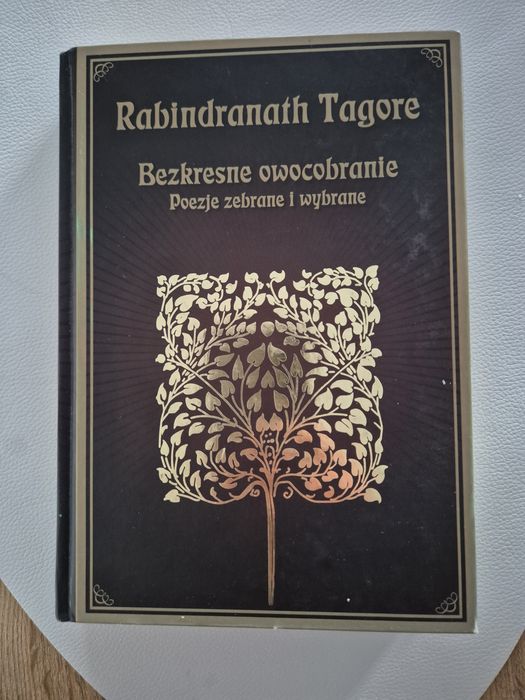 Rabindranath Tagore
Bezkresne owocobranie
Poezje zebrane i wybrane